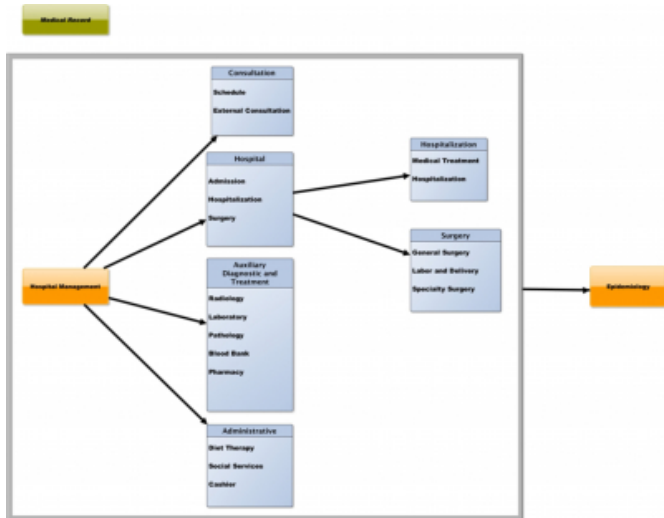 Medical Record
Consultation
Schedule
External Consultation
Hospital
Admission
Hospitalization
Surgery
Hospitalization
Medical Treatment
Hospitalization
Surgery
General Surgery
Labor and Delivery
Specialty Surgery
Hospital Management
Epidemiology
Auxiliary
Diagnostic and
Treatment
Radiology
Laboratory
Pathology
Blood Bank
Pharmacy
Administrative
Diet Therapy
Social Services
Cashier